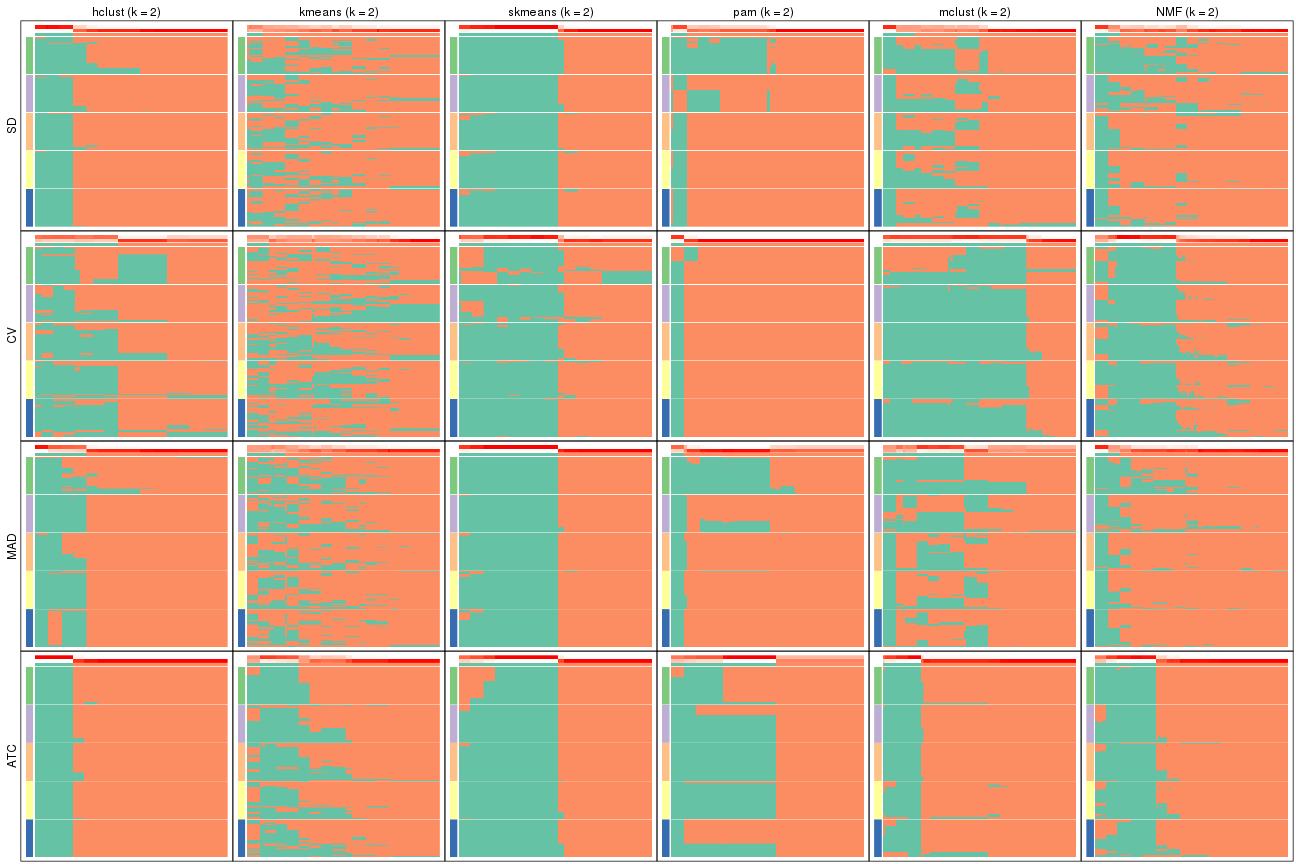 hclust (k = 2) kmeans (k = 2) skmeans (k = 2) pam (k = 2) mclust (k = 2) NMF (k = 2)
SD
CV
MAD
ATC